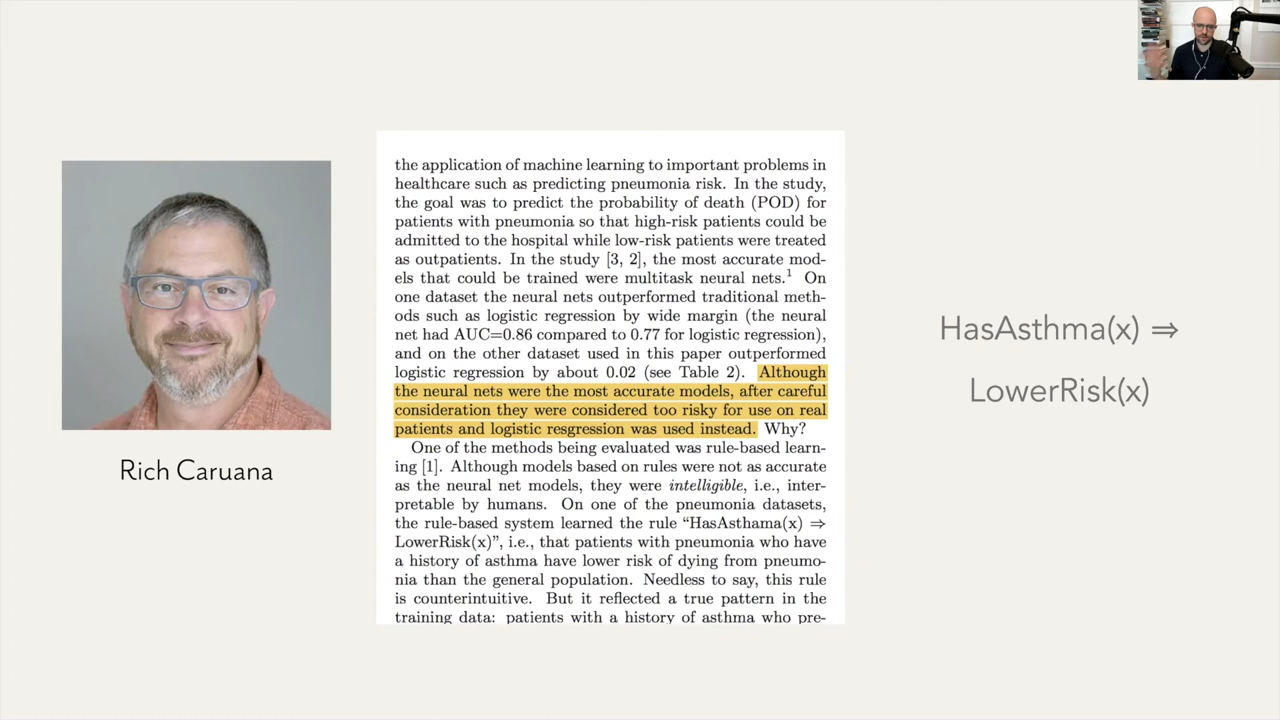 the application of machine learning to important problems in
healthcare such as predicting pneumonia risk. In the study,
the goal was to predict the probability of death (POD) for
patients with pneumonia so that high-risk patients could be
admitted to the hospital while low-risk patients were treated
as outpatients. In the study [3, 2], the most accurate mod-
els that could be trained were multitask neural nets.1 On
one dataset the neural nets outperformed traditional meth-
ods such as logistic regression by wide margin (the neural
net had AUC=0.86 compared to 0.77 for logistic regression),
and on the other dataset used in this paper outperformed
logistic regression by about 0.02 (see Table 2). Although
the neural nets were the most accurate models, after careful
consideration they were considered too risky for use on real
patients and logistic resgression was used instead. Why?
One of the methods being evaluated was rule-based learn-
ing [1]. Although models based on rules were not as accurate
as the neural net models, they were intelligible, i.e., inter-
pretable by humans. On one of the pneumonia datasets,
the rule-based system learned the rule “HasAsthama(x) ⇒
LowerRisk(x)”, i.e., that patients with pneumonia who have
a history of asthma have lower risk of dying from pneumo-
nia than the general population. Needless to say, this rule
is counterintuitive. But it reflected a true pattern in the
training data: patients with a history of asthma who pre-
Rich Caruana
HasAsthma(x) ⇒
LowerRisk(x)